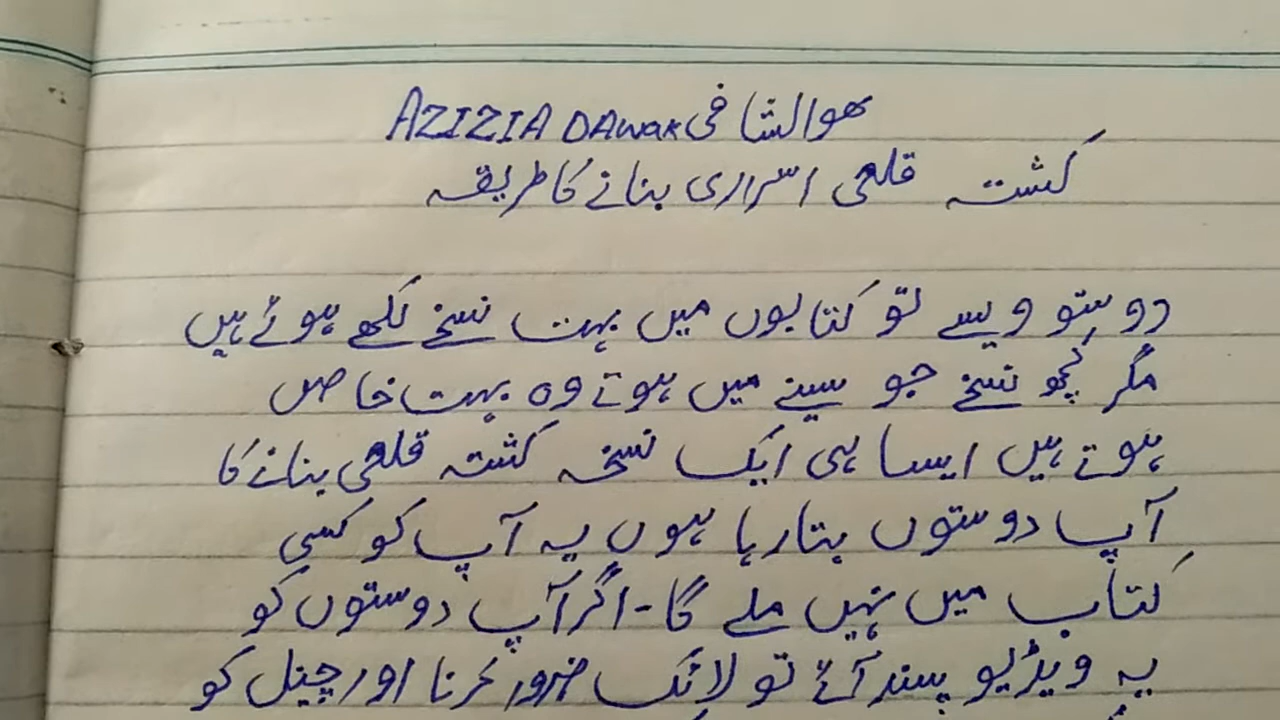 ھوالشافی AZIZIA DAwax
کشتہ قلعی اسراری بنانے کا طریقہ
دوستو ویسے تو کتابوں میں بہت نسخے لکھے ہوئے ہیں
مگر کچھ نسخے جو سینے میں ہوتے وہ بہت خاص
ہوتے ہیں ایسا ہی ایک نسخہ کشتہ قلعی بنانے کا
آپ دوستوں بتا رہا ہوں یہ آپ کو کسی
کتاب میں نہیں ملے گا - اگر آپ دوستوں کو
یہ ویڈیو پسند آئے تو لائک ضرور کرنا اور چینل کو